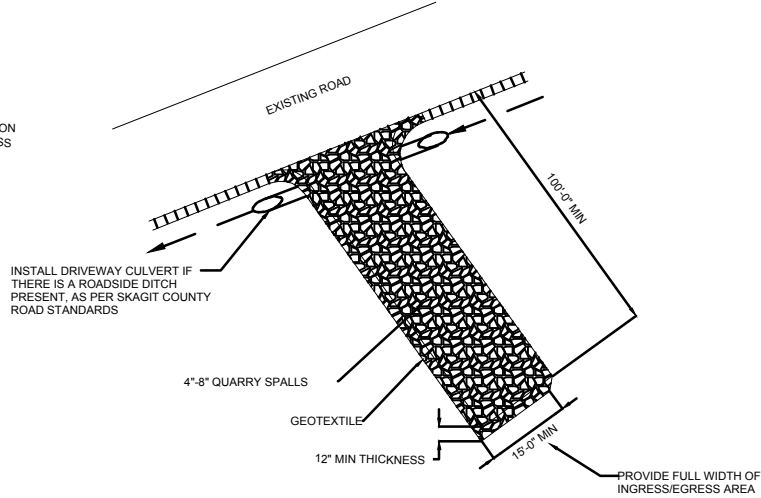 EXISTING ROAD
ON
SS
100'-0" MIN
INSTALL DRIVEWAY CULVERT IF
THERE IS A ROADSIDE DITCH
PRESENT, AS PER SKAGIT COUNTY
ROAD STANDARDS
4"-8" QUARRY SPALLS
GEOTEXTILE
12" MIN THICKNESS
15'-0" MIN
PROVIDE FULL WIDTH OF
INGRESS/EGRESS AREA